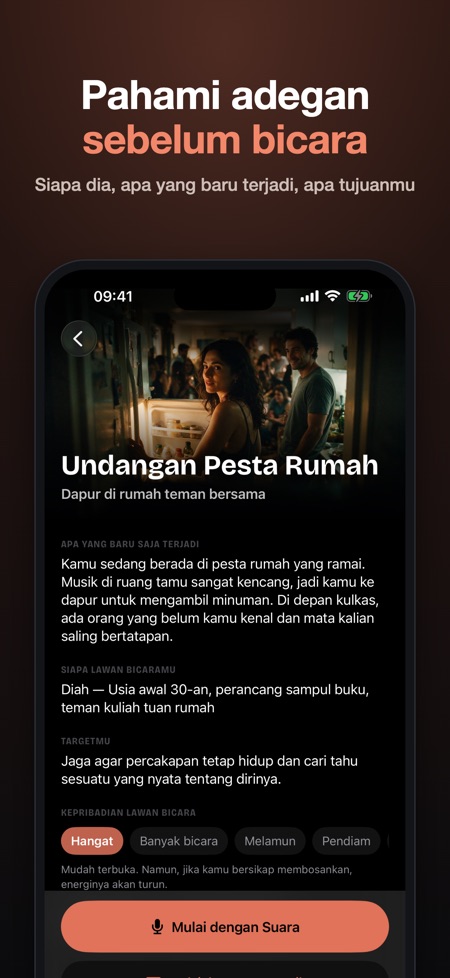 Pahami adegan
sebelum bicara
Siapa dia, apa yang baru terjadi, apa tujuanmu
09:41
Undangan Pesta Rumah
Dapur di rumah teman bersama
APA YANG BARU SAJA TERJADI
Kamu sedang berada di pesta rumah yang ramai.
Musik di ruang tamu sangat kencang, jadi kamu ke
dapur untuk mengambil minuman. Di depan kulkas,
ada orang yang belum kamu kenal dan mata kalian
saling bertatapan.
SIAPA LAWAN BICARAMU
Diah — Usia awal 30-an, perancang sampul buku,
teman kuliah tuan rumah
TARGETMU
Jaga agar percakapan tetap hidup dan cari tahu
sesuatu yang nyata tentang dirinya.
KEPRIBADIAN LAWAN BICARA
Hangat Banyak bicara Melamun Pendiam
Mudah terbuka. Namun, jika kamu bersikap membosankan,
energinya akan turun.
Mulai dengan Suara